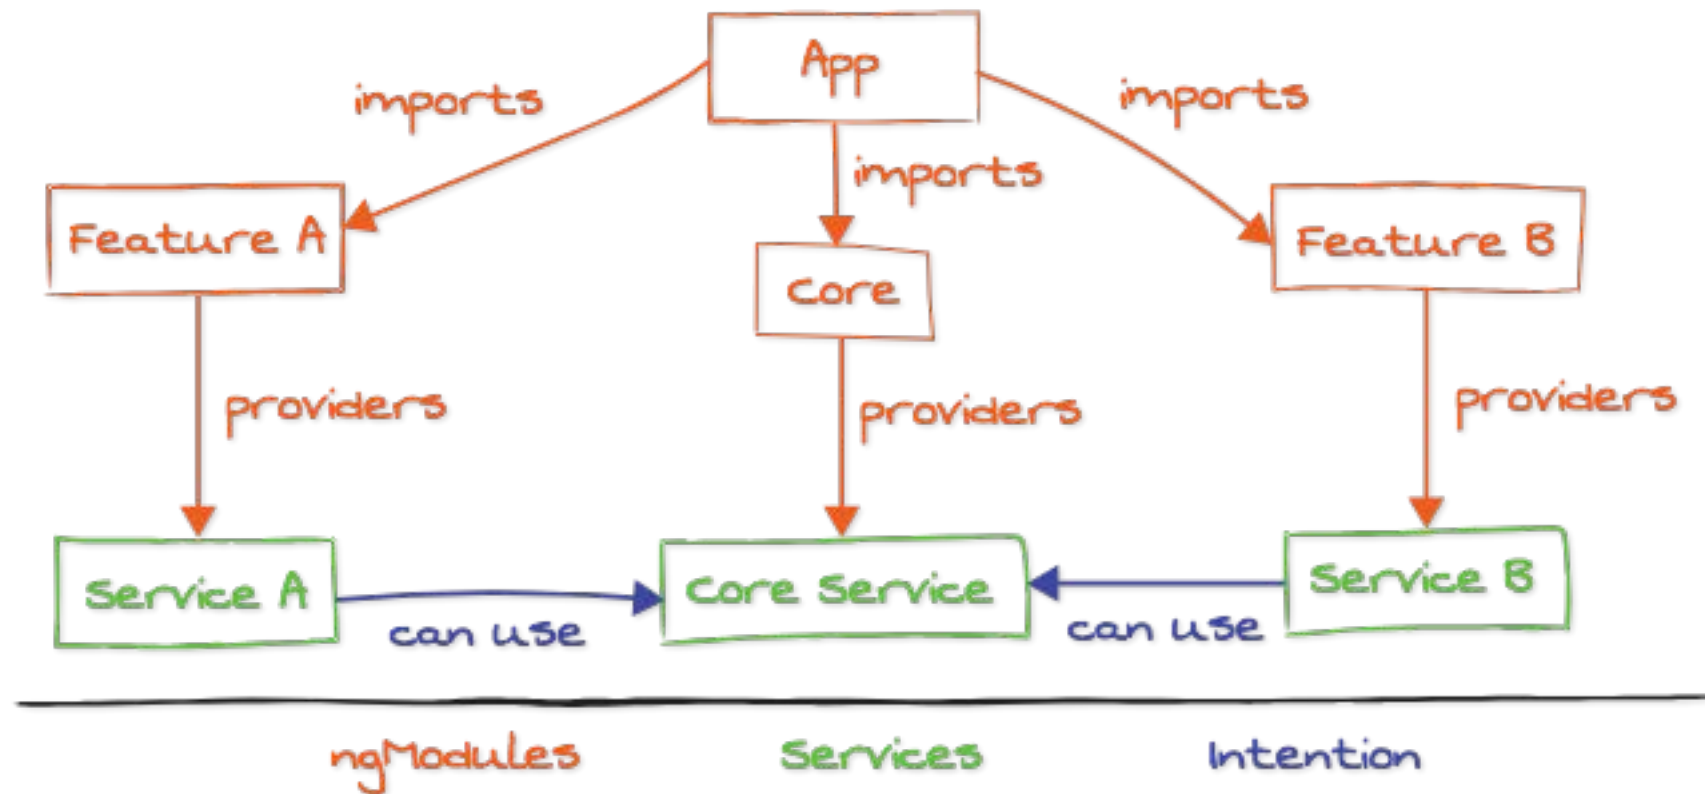 App
imports
imports
imports
Feature A
Core
Feature B
providers
providers
providers
Service A
Core Service
Service B
can use
can use
ngModules
Services
Intention